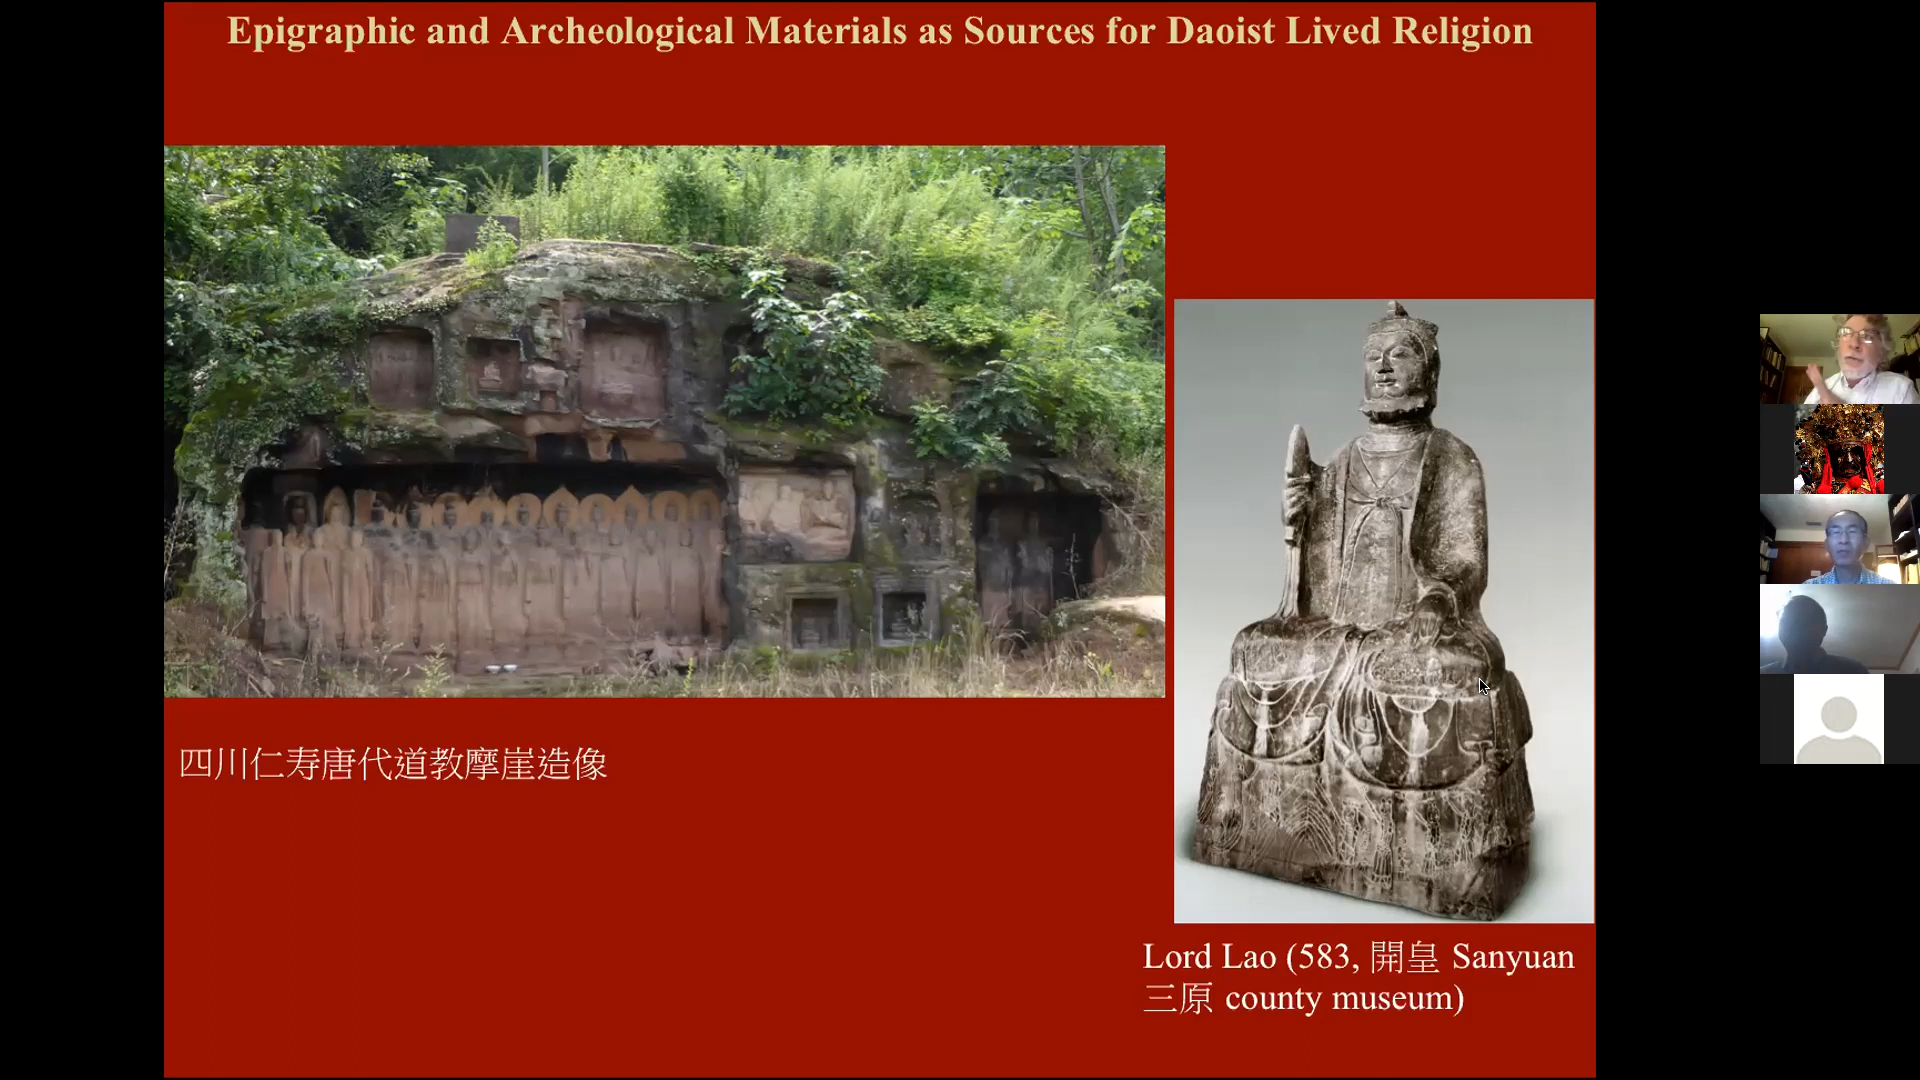 Epigraphic and Archeological Materials as Sources for Daoist Lived Religion
四川仁寿唐代道教摩崖造像
Lord Lao (583, 開皇 Sanyuan
三原 county museum)